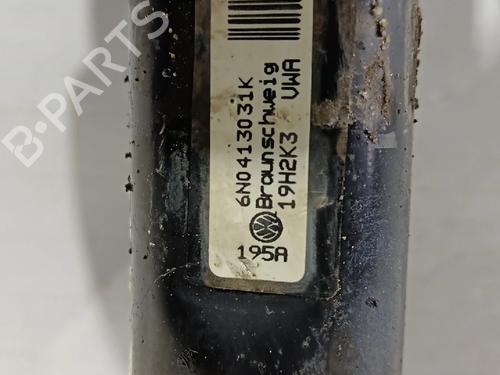 6N0413031K
Braunschweig
19H2K3 VWA
195A
B-PARTS